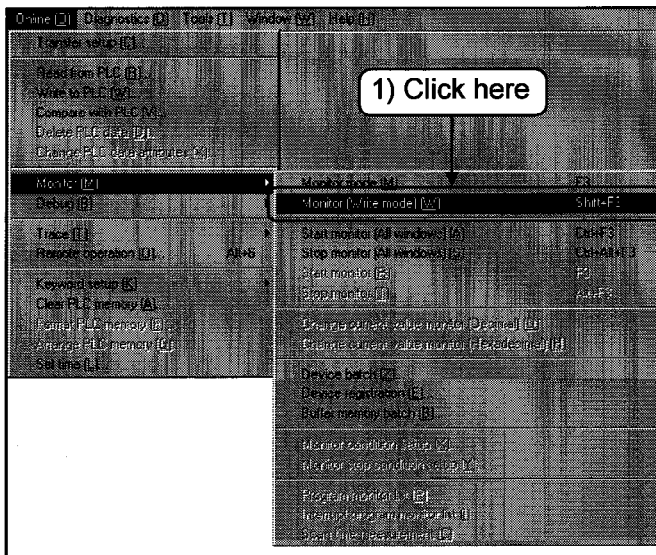 Online [O] Diagnostics [D] Tools [T] Window [W] Help [H]
Transfer setup [C]...
Read from PLC [R]...
Write to PLC [W]...
Compare with PLC [V]...
Delete PLC data [D]...
Change PLC data attributes [X]...
Monitor [M]
Debug [B]
Trace [T]
Remote operation [O]... Alt+6
Keyword setup [K]
Clear PLC memory [A]...
Format PLC memory
Arrange PLC memory
Set time
1) Click here
Monitor mode [M] F3
Monitor (Write mode) [W] Shift+F3
Start monitor (All windows) [A] Ctrl+F3
Stop monitor (All windows) Ctrl+Alt+F3
Start monitor F3
Stop monitor Alt+F3
Change current value monitor (Decimal)
Change current value monitor (Hexadecimal)
Device batch
Device registration
Buffer memory batch [B]...
Monitor condition setup
Monitor stop condition setup
Program monitor list
Interrupt program monitor list
Scan time measurement